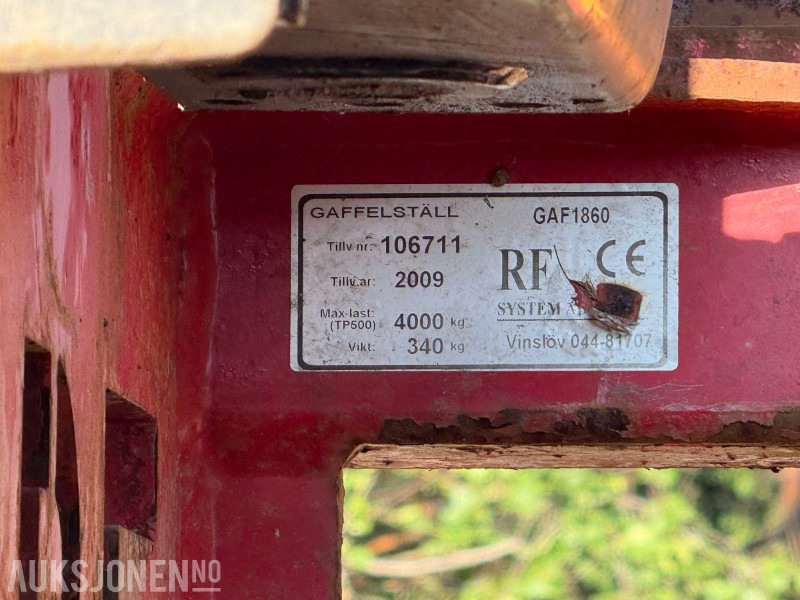 GAFFELSTÄLL GAF1860
Tillv nr: 106711
Tillv.år: 2009
RF CE
SYSTEM
Max-last: (TP500) 4000 kg
Vikt: 340 kg
Vinslöv 044-81707
AUKSJONEN.NO